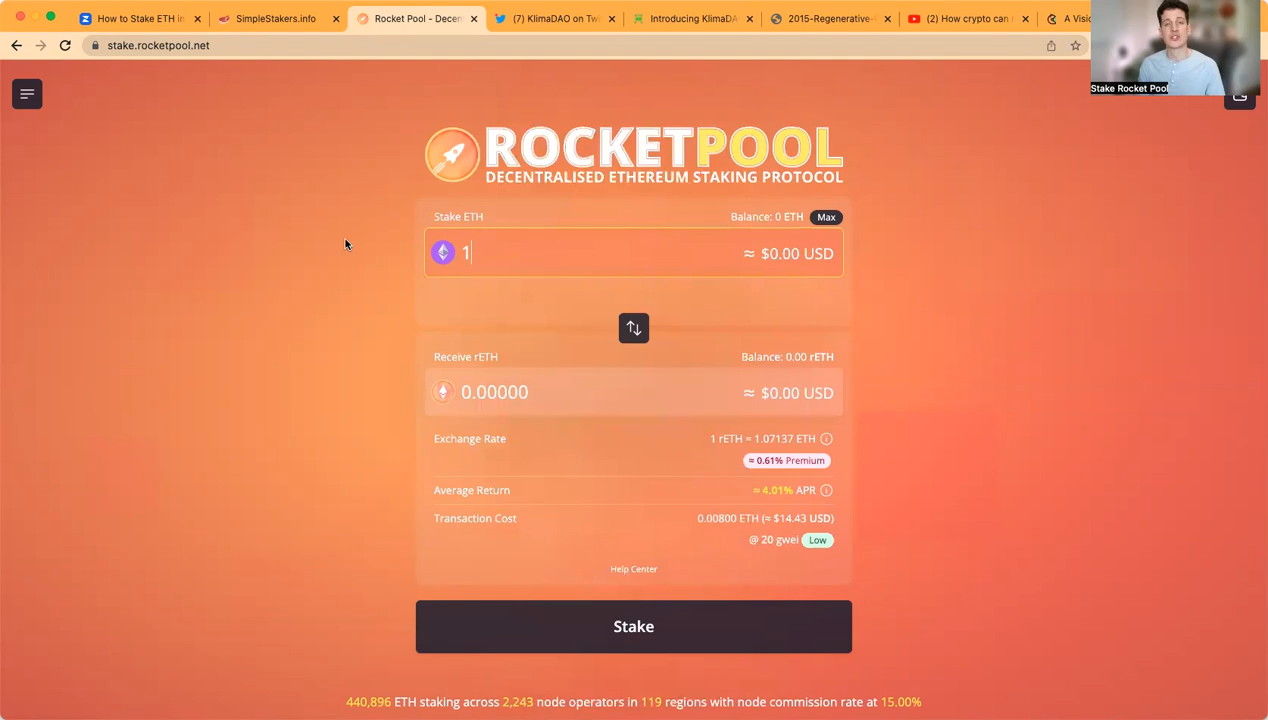 How to Stake ETH in
SimpleStakers.info
Rocket Pool - Decen
(7) KlimaDAO on Tw
Introducing KlimaDA
2015-Regenerative-
(2) How crypto can r
A Visio
stake.rocketpool.net
Stake Rocket Pool
ROCKETPOOL
DECENTRALISED ETHEREUM STAKING PROTOCOL
Stake ETH
Balance: 0 ETH Max
1
≈ $0.00 USD
Receive rETH
Balance: 0.00 rETH
0.00000
≈ $0.00 USD
Exchange Rate
1 rETH = 1.07137 ETH
≈ 0.61% Premium
Average Return
≈ 4.01% APR
Transaction Cost
0.00800 ETH (≈ $14.43 USD)
@ 20 gwei Low
Help Center
Stake
440,896 ETH staking across 2,243 node operators in 119 regions with node commission rate at 15.00%